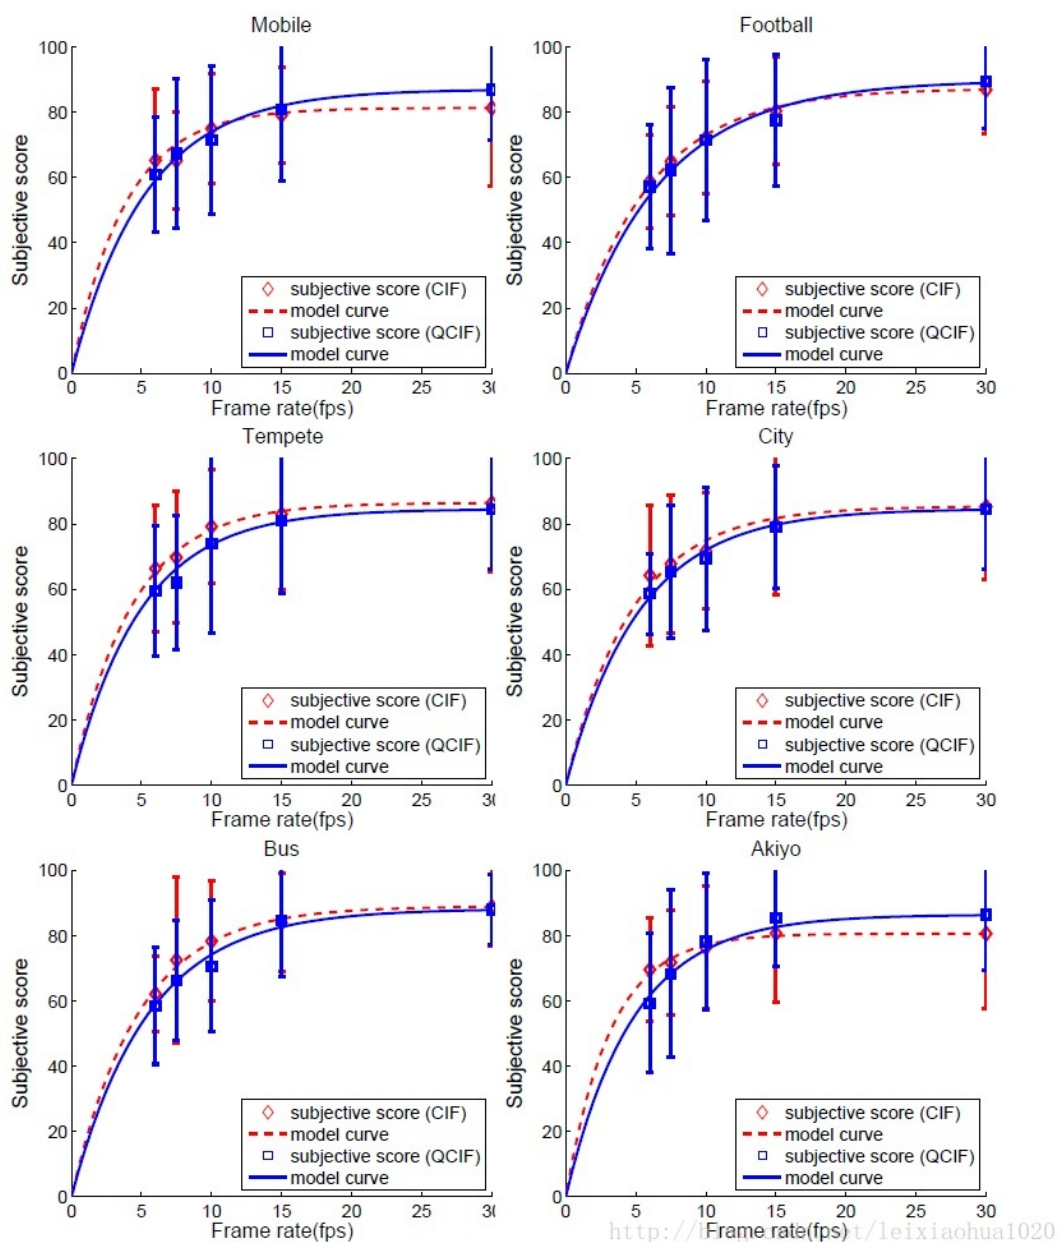 Mobile
100
80
60
40
20
0
Subjective score
subjective score (CIF)
model curve
subjective score (QCIF)
model curve
0 5 10 15 20 25 30
Frame rate(fps)
Football
100
80
60
40
20
0
Subjective score
subjective score (CIF)
model curve
subjective score (QCIF)
model curve
0 5 10 15 20 25 30
Frame rate(fps)
Tempete
100
80
60
40
20
0
Subjective score
subjective score (CIF)
model curve
subjective score (QCIF)
model curve
0 5 10 15 20 25 30
Frame rate(fps)
City
100
80
60
40
20
0
Subjective score
subjective score (CIF)
model curve
subjective score (QCIF)
model curve
0 5 10 15 20 25 30
Frame rate(fps)
Bus
100
80
60
40
20
0
Subjective score
subjective score (CIF)
model curve
subjective score (QCIF)
model curve
0 5 10 15 20 25 30
Frame rate(fps)
Akiyo
100
80
60
40
20
0
Subjective score
subjective score (CIF)
model curve
subjective score (QCIF)
model curve
0 5 10 15 20 25 30
Frame rate(fps)
http://blog.csdn.net/leixiaohua1020